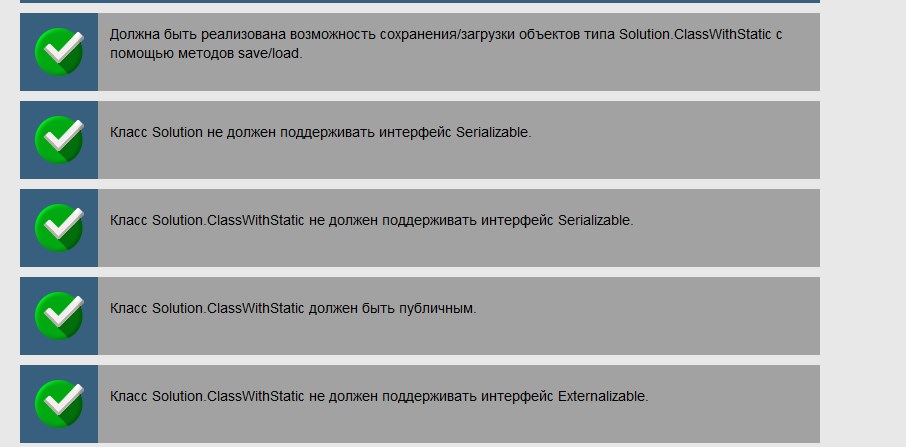 Должна быть реализована возможность сохранения/загрузки объектов типа Solution.ClassWithStatic с
помощью методов save/load.
Класс Solution не должен поддерживать интерфейс Serializable.
Класс Solution.ClassWithStatic не должен поддерживать интерфейс Serializable.
Класс Solution.ClassWithStatic должен быть публичным.
Класс Solution.ClassWithStatic не должен поддерживать интерфейс Externalizable.